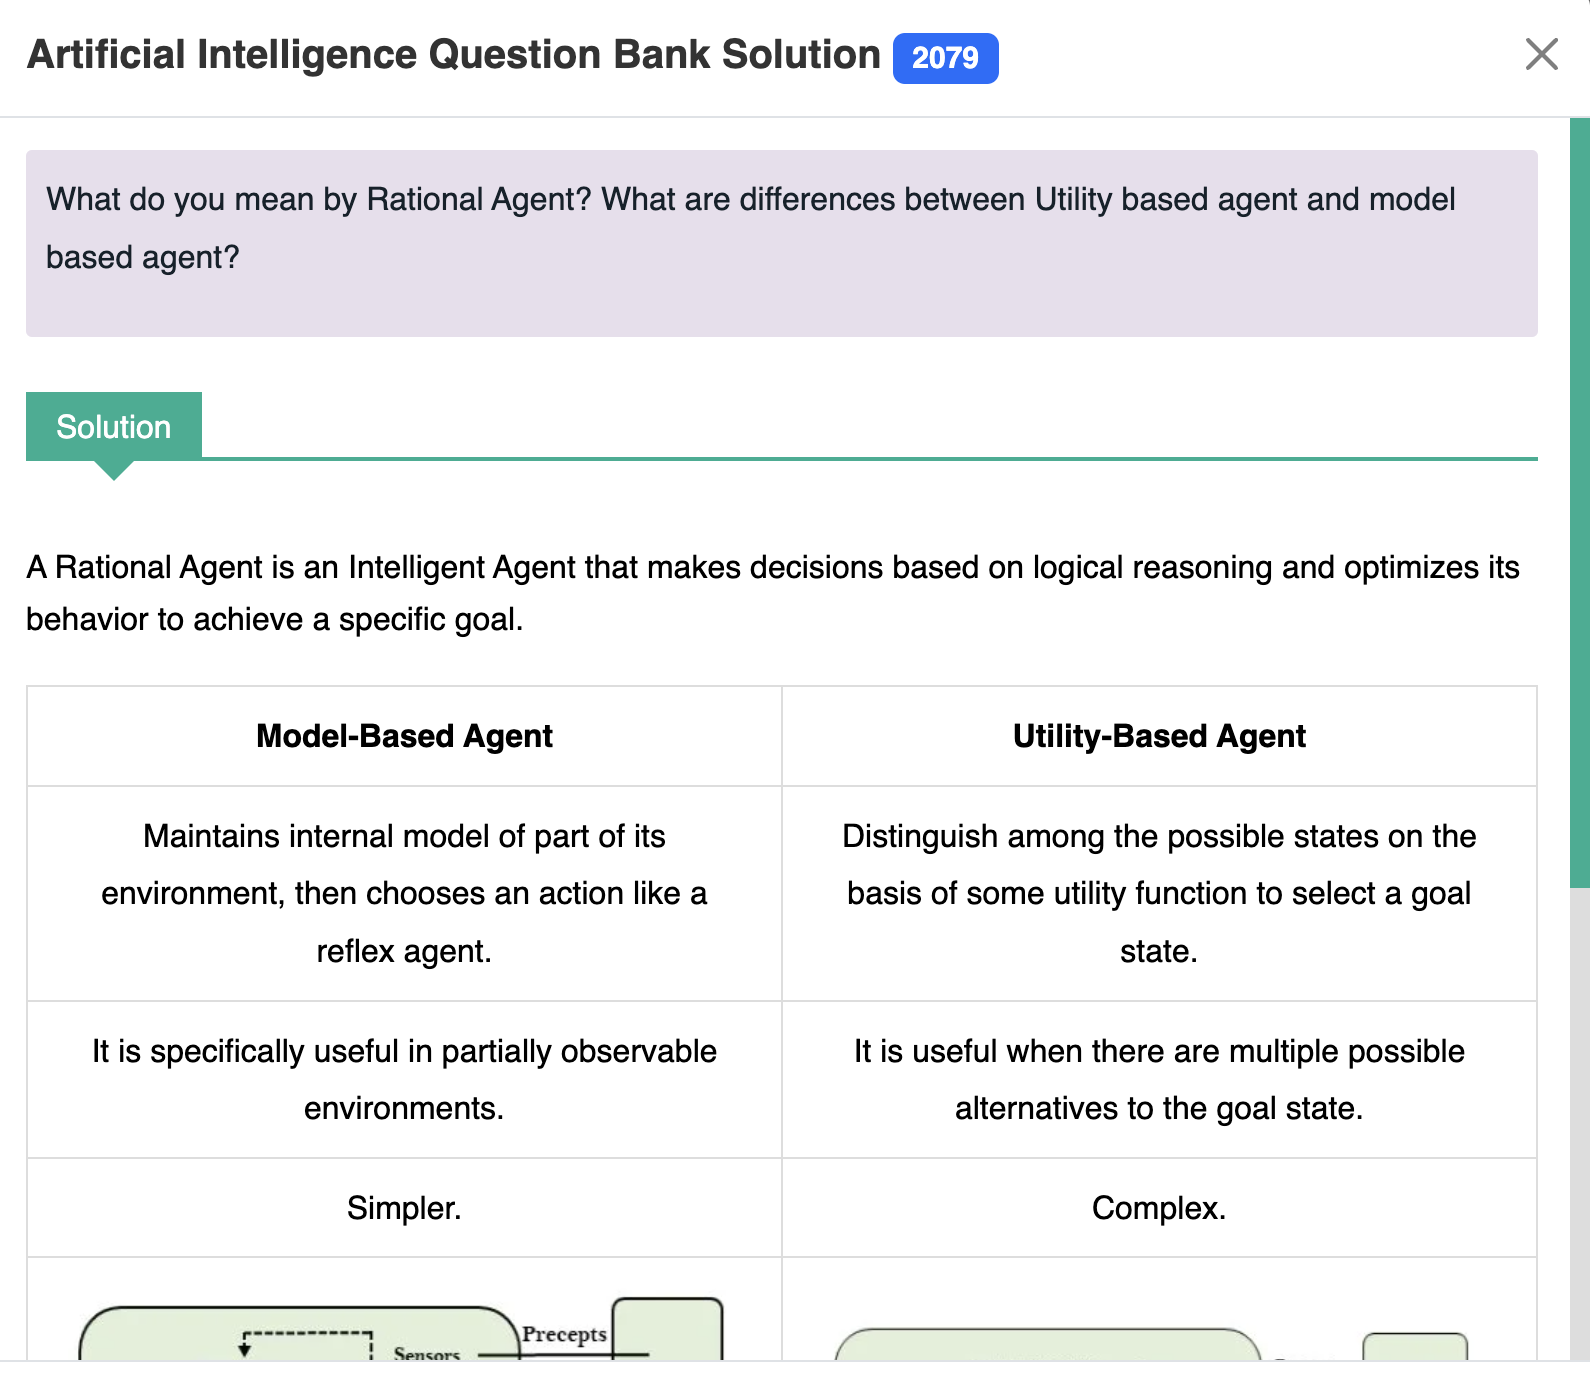 Artificial Intelligence Question Bank Solution 2079
What do you mean by Rational Agent? What are differences between Utility based agent and model
based agent?
Solution
A Rational Agent is an Intelligent Agent that makes decisions based on logical reasoning and optimizes its
behavior to achieve a specific goal.
Model-Based Agent
Utility-Based Agent
Maintains internal model of part of its
environment, then chooses an action like a
reflex agent.
Distinguish among the possible states on the
basis of some utility function to select a goal
state.
It is specifically useful in partially observable
environments.
It is useful when there are multiple possible
alternatives to the goal state.
Simpler.
Complex.
Precepts
Sensors